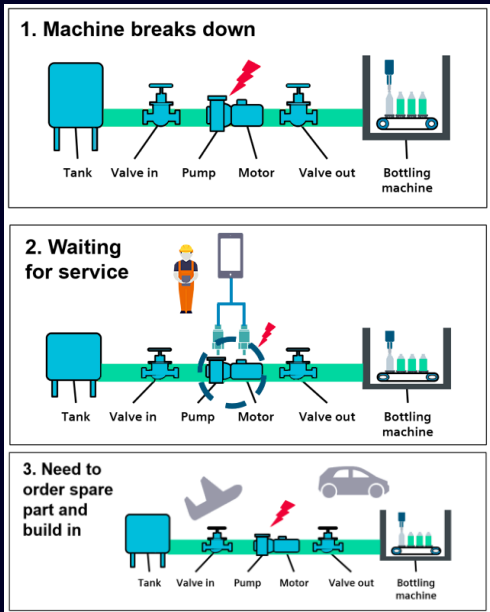 1. Machine breaks down
Tank
Valve in
Pump
Motor
Valve out
Bottling
machine
2. Waiting
for service
Tank
Valve in
Pump
Motor
Valve out
Bottling
machine
3. Need to
order spare
part and
build in
Tank
Valve in
Pump
Motor
Valve out
Bottling
machine